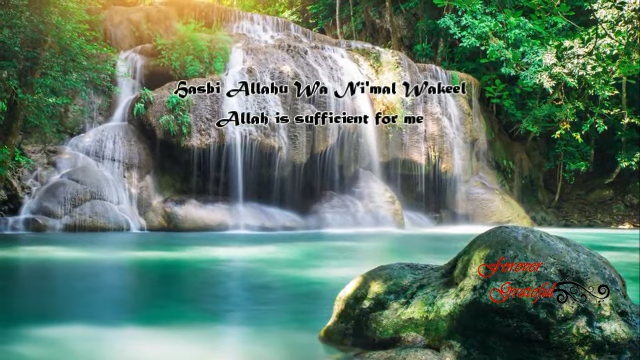 Hasbi Allahu Wa Ni'mal Wakeel
Allah is sufficient for me
Forever
Grateful